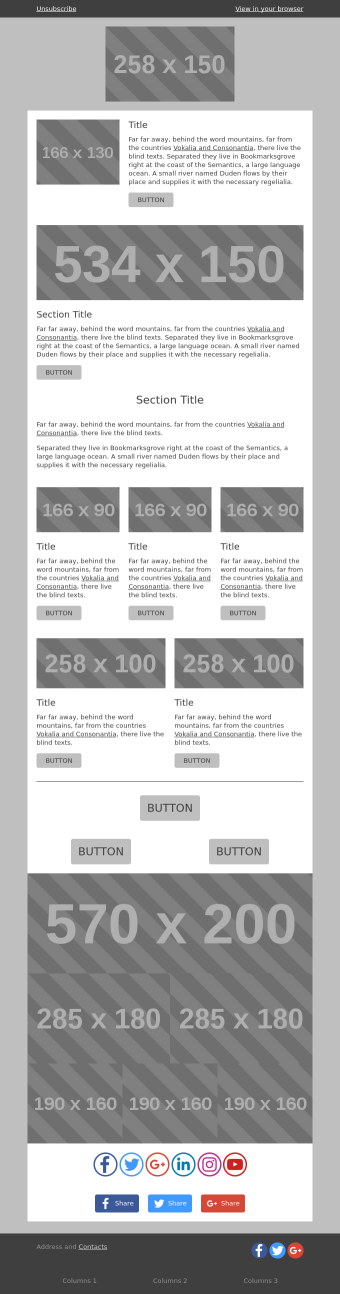 Unsubscribe View in your browser
258 x 150
166 x 130
Title
Far far away, behind the word mountains, far from
the countries Vokalia and Consonantia, there live the
blind texts. Separated they live in Bookmarksgrove
right at the coast of the Semantics, a large language
ocean. A small river named Duden flows by their
place and supplies it with the necessary regelialia.
BUTTON
534 x 150
Section Title
Far far away, behind the word mountains, far from the countries Vokalia and
Consonantia, there live the blind texts. Separated they live in Bookmarksgrove
right at the coast of the Semantics, a large language ocean. A small river named
Duden flows by their place and supplies it with the necessary regelialia.
BUTTON
Section Title
Far far away, behind the word mountains, far from the countries Vokalia and
Consonantia, there live the blind texts.
Separated they live in Bookmarksgrove right at the coast of the Semantics, a
large language ocean. A small river named Duden flows by their place and
supplies it with the necessary regelialia.
166 x 90
Title
Far far away, behind the
word mountains, far from
the countries Vokalia and
Consonantia, there live
the blind texts.
BUTTON
166 x 90
Title
Far far away, behind the
word mountains, far from
the countries Vokalia and
Consonantia, there live
the blind texts.
BUTTON
166 x 90
Title
Far far away, behind the
word mountains, far from
the countries Vokalia and
Consonantia, there live
the blind texts.
BUTTON
258 x 100
Title
Far far away, behind the word
mountains, far from the countries
Vokalia and Consonantia, there live the
blind texts.
BUTTON
258 x 100
Title
Far far away, behind the word
mountains, far from the countries
Vokalia and Consonantia, there live the
blind texts.
BUTTON
BUTTON
BUTTON BUTTON
570 x 200
285 x 180 285 x 180
190 x 160 190 x 160 190 x 160
Share Share Share
Address and Contacts
Columns 1 Columns 2 Columns 3